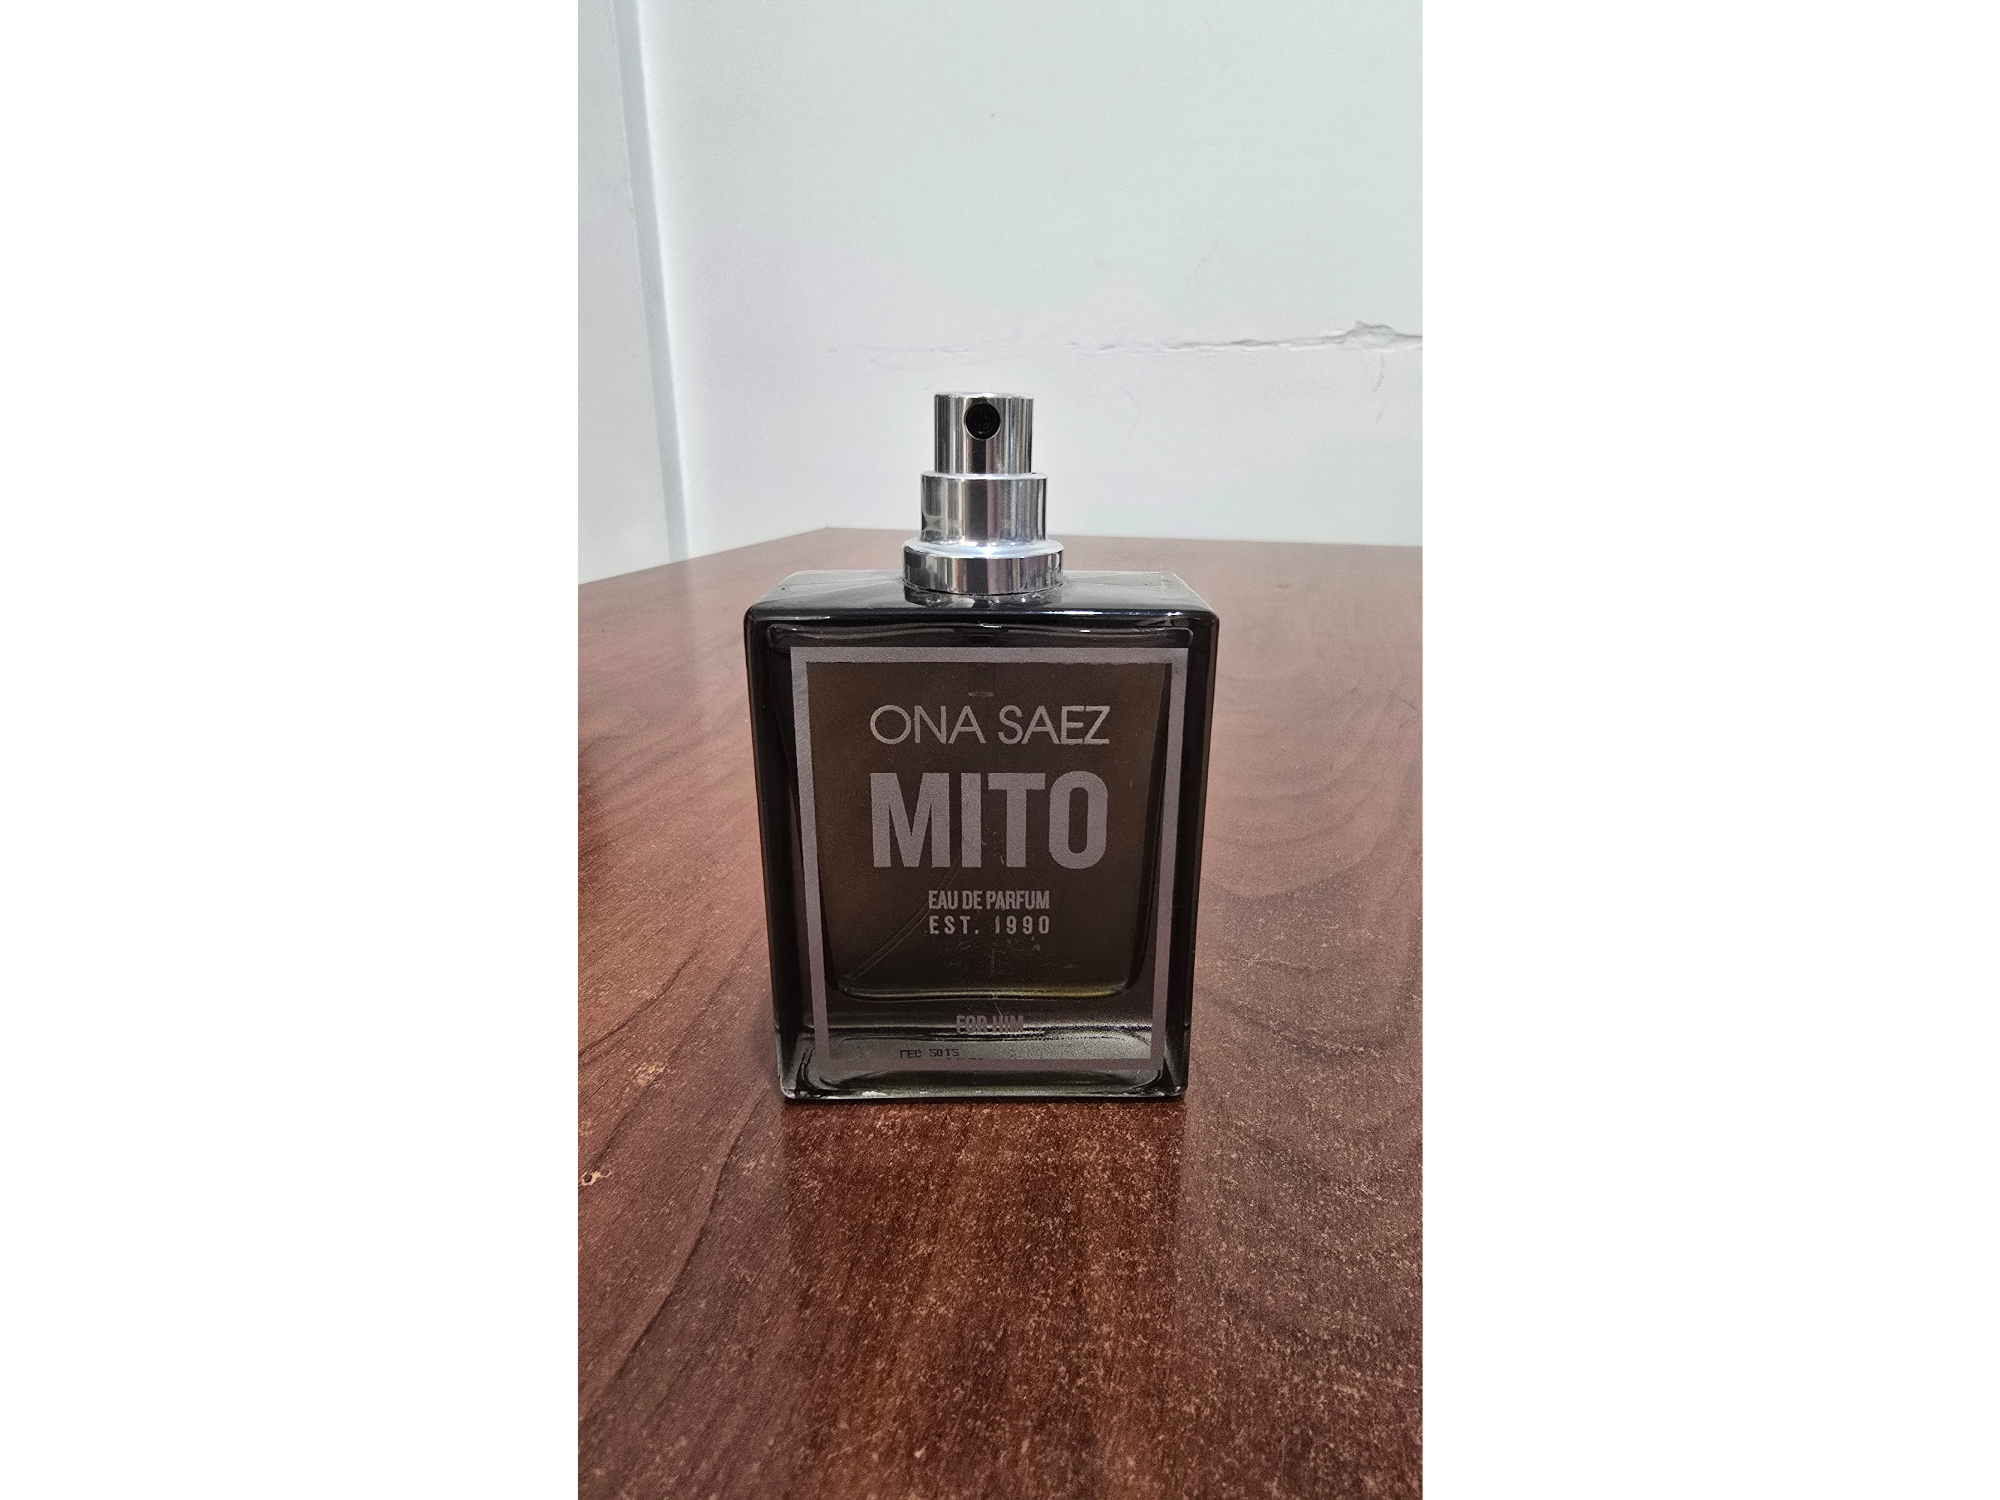 ONA SAEZ
MITO
EAU DE PARFUM
EST. 1990
FOR HIM